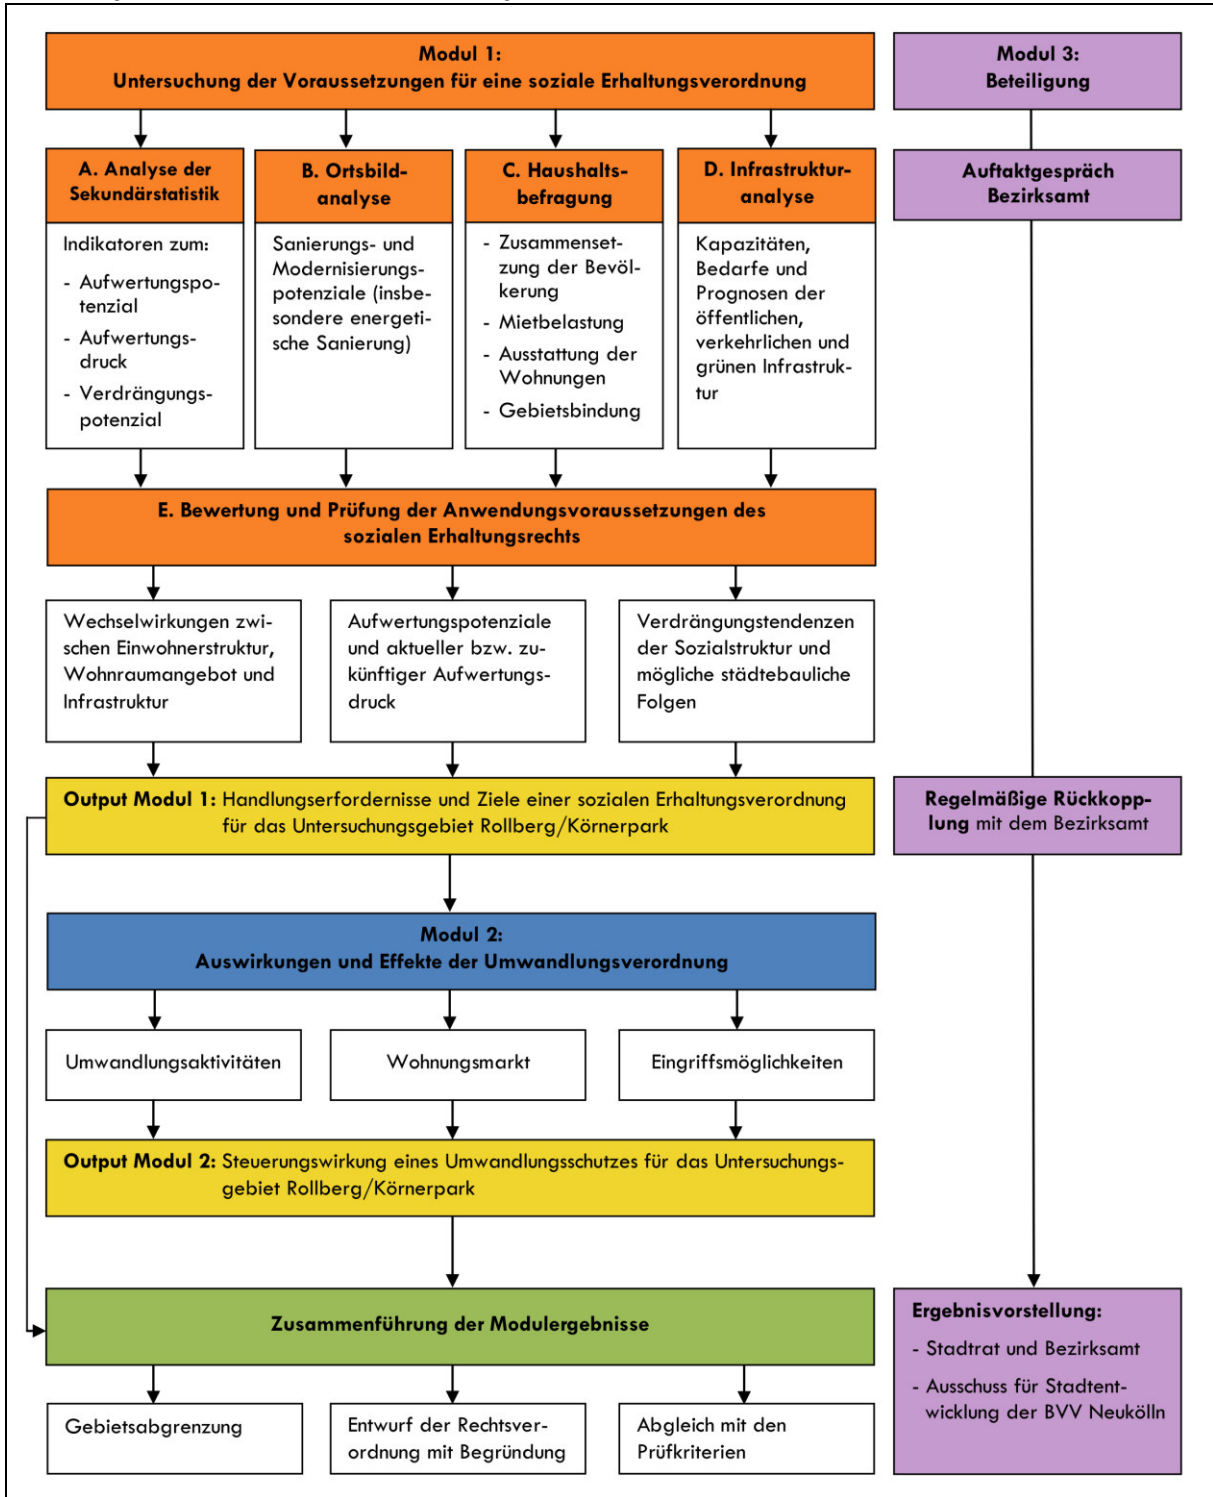 Modul 1:
Untersuchung der Voraussetzungen für eine soziale Erhaltungsverordnung
Modul 3:
Beteiligung
A. Analyse der
Sekundärstatistik
Indikatoren zum:
- Aufwertungspo-
tenzial
- Aufwertungs-
druck
- Verdrängungs-
potenzial
B. Ortsbild-
analyse
Sanierungs- und
Modernisierungs-
potenziale (insbe-
sondere energeti-
sche Sanierung)
C. Haushalts-
befragung
- Zusammenset-
zung der Bevöl-
kerung
- Mietbelastung
- Ausstattung der
Wohnungen
- Gebietsbindung
D. Infrastruktur-
analyse
Kapazitäten,
Bedarfe und
Prognosen der
öffentlichen,
verkehrlichen und
grünen Infrastruk-
tur
Auftaktgespräch
Bezirksamt
E. Bewertung und Prüfung der Anwendungsvoraussetzungen des
sozialen Erhaltungsrechts
Wechselwirkungen zwi-
schen Einwohnerstruktur,
Wohnraumangebot und
Infrastruktur
Aufwertungspotenziale
und aktueller bzw. zu-
künftiger Aufwertungs-
druck
Verdrängungstendenzen
der Sozialstruktur und
mögliche städtebauliche
Folgen
Output Modul 1: Handlungserfordernisse und Ziele einer sozialen Erhaltungsverordnung
für das Untersuchungsgebiet Rollberg/Körnerpark
Regelmäßige Rückkopp-
lung mit dem Bezirksamt
Modul 2:
Auswirkungen und Effekte der Umwandlungsverordnung
Umwandlungsaktivitäten
Wohnungsmarkt
Eingriffsmöglichkeiten
Output Modul 2: Steuerungswirkung eines Umwandlungsschutzes für das Untersuchungs-
gebiet Rollberg/Körnerpark
Zusammenführung der Modulergebnisse
Gebietsabgrenzung
Entwurf der Rechtsver-
ordnung mit Begründung
Abgleich mit den
Prüfkriterien
Ergebnisvorstellung:
- Stadtrat und Bezirksamt
- Ausschuss für Stadtent-
wicklung der BVV Neukölln